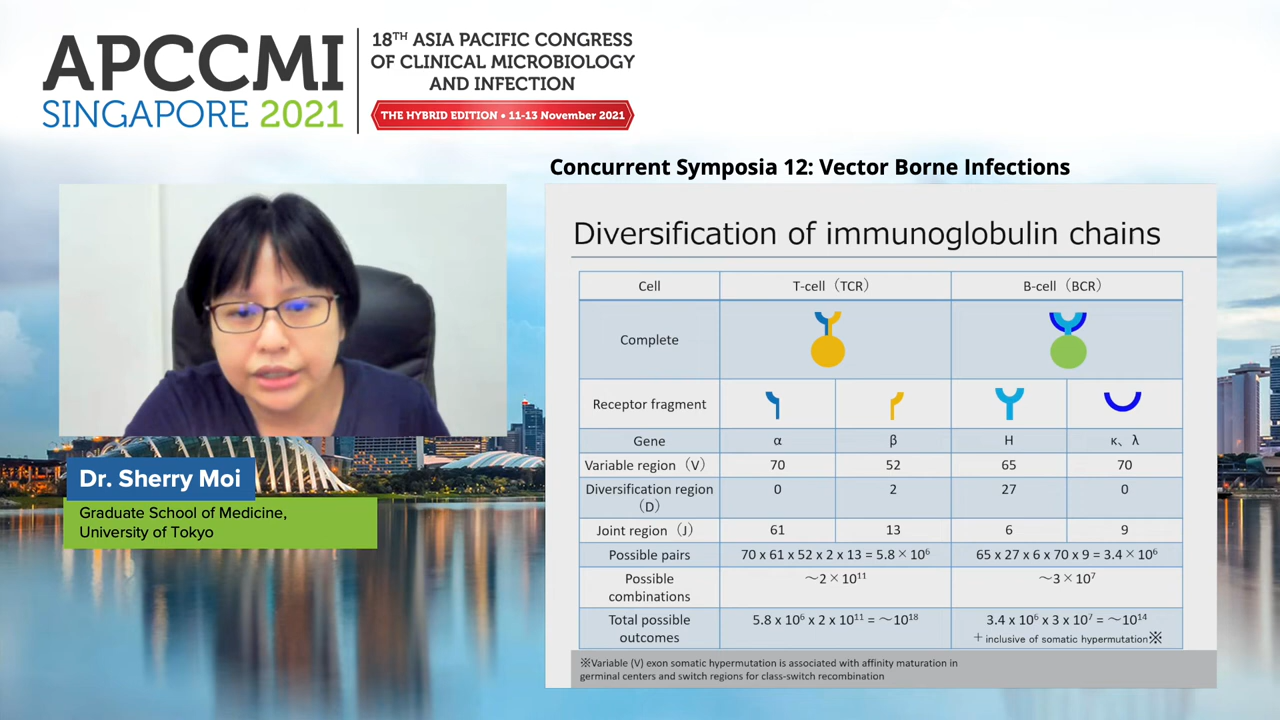 APCCMI
SINGAPORE 2021
18TH ASIA PACIFIC CONGRESS
OF CLINICAL MICROBIOLOGY
AND INFECTION
THE HYBRID EDITION • 11-13 November 2021
Concurrent Symposia 12: Vector Borne Infections
Dr. Sherry Moi
Graduate School of Medicine,
University of Tokyo
Diversification of immunoglobulin chains
Cell T-cell（TCR） B-cell（BCR）
Complete
Receptor fragment
Gene α β H κ、λ
Variable region（V） 70 52 65 70
Diversification region
（D） 0 2 27 0
Joint region（J） 61 13 6 9
Possible pairs 70 x 61 x 52 x 2 x 13 = 5.8×10⁶ 65 x 27 x 6 x 70 x 9 = 3.4×10⁶
Possible
combinations ～2×10¹¹ ～3×10⁷
Total possible
outcomes 5.8 x 10⁶ x 2 x 10¹¹ = ～10¹⁸ 3.4 x 10⁶ x 3 x 10⁷ = ～10¹⁴
＋inclusive of somatic hypermutation※
※Variable (V) exon somatic hypermutation is associated with affinity maturation in
germinal centers and switch regions for class-switch recombination